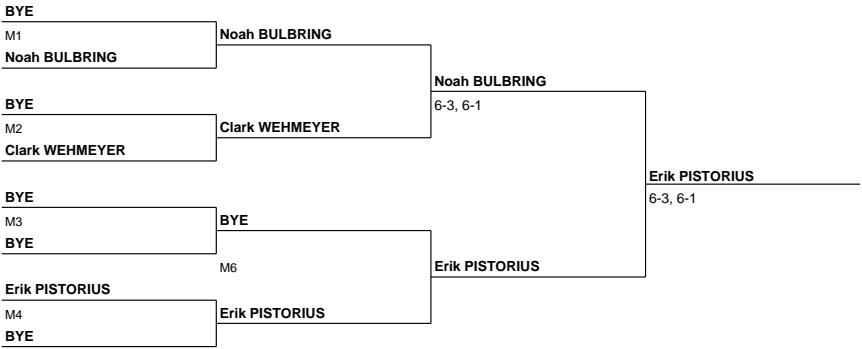 BYE
M1
Noah BULBRING
Noah BULBRING
BYE
M2
Clark WEHMEYER
Clark WEHMEYER
Noah BULBRING
6-3, 6-1
BYE
M3
BYE
BYE
M6
Erik PISTORIUS
M4
BYE
Erik PISTORIUS
Erik PISTORIUS
Erik PISTORIUS
6-3, 6-1